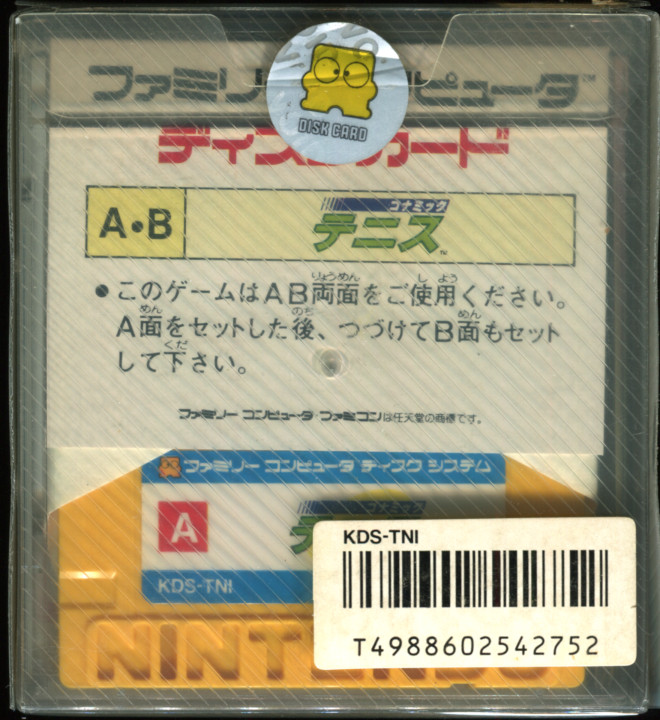 ファミリ ピュータ™
DISK CARD
ディス カード
A•B
コナミック
テニス™
●このゲームはAB両面をご使用ください。
りょうめん しよう
A面をセットした後、つづけてB面もセット
めん のち めん
して下さい。
くだ
ファミリー コンピュータ・ファミコンは任天堂の商標です。
ファミリー コンピュータ ディスク システム
A
コナミック
KDS-TNI
KDS-TNI
T4988602542752
NINTENDO